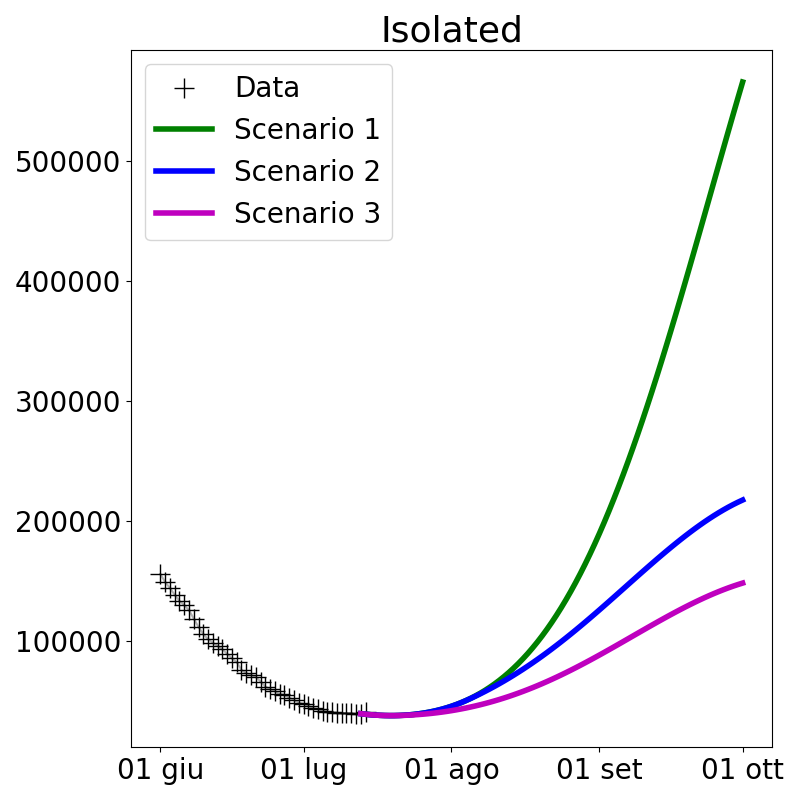 Isolated
Data
Scenario 1
Scenario 2
Scenario 3
500000
400000
300000
200000
100000
01 giu 01 lug 01 ago 01 set 01 ott